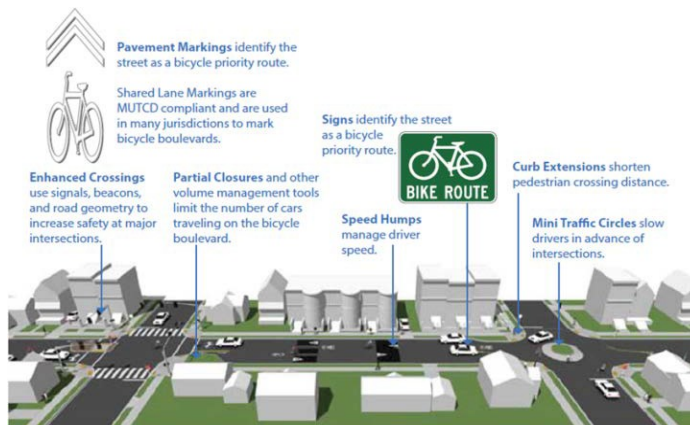 Pavement Markings identify the
street as a bicycle priority route.
Shared Lane Markings are
MUTCD compliant and are used
in many jurisdictions to mark
bicycle boulevards.
Signs identify the street
as a bicycle
priority route.
BIKE ROUTE
Enhanced Crossings
use signals, beacons,
and road geometry to
increase safety at major
intersections.
Partial Closures and other
volume management tools
limit the number of cars
traveling on the bicycle
boulevard.
Speed Humps
manage driver
speed.
Curb Extensions shorten
pedestrian crossing distance.
Mini Traffic Circles slow
drivers in advance of
intersections.